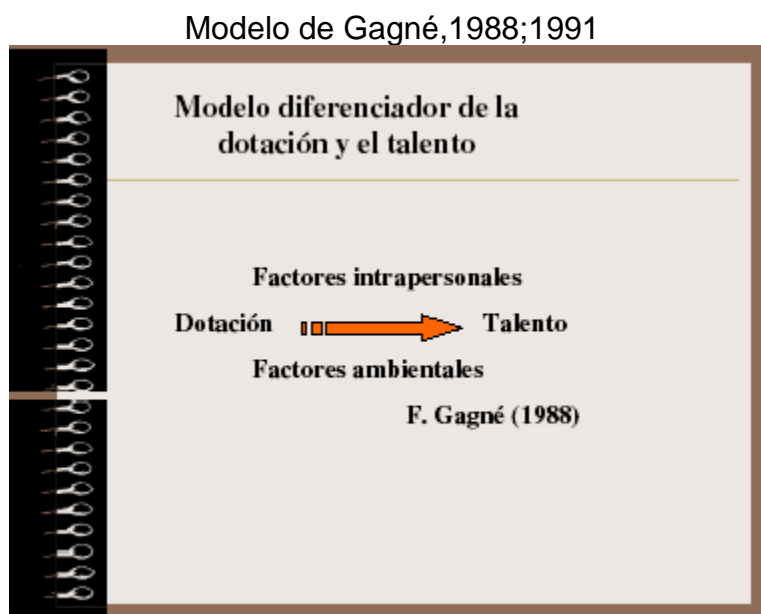 Modelo de Gagné,1988;1991
Modelo diferenciador de la
dotación y el talento
Factores intrapersonales
Dotación Talento
Factores ambientales
F. Gagné (1988)